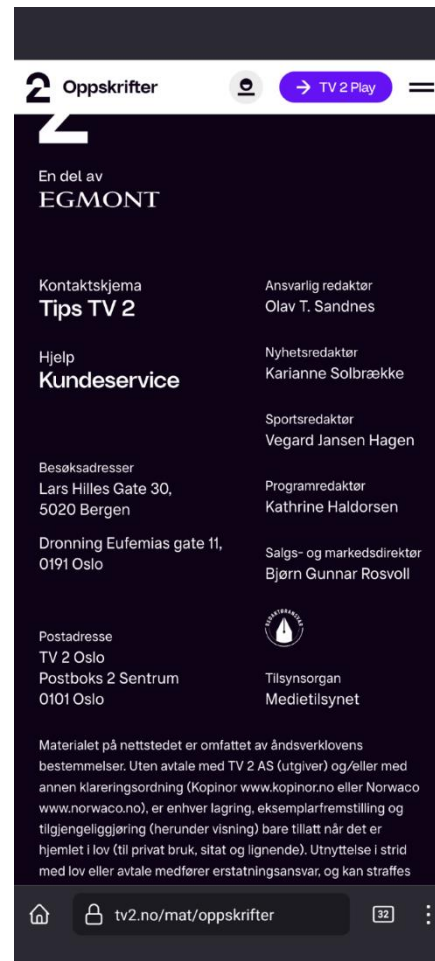 2 Oppskrifter
TV 2 Play
2
En del av
EGMONT
Kontaktskjema
Tips TV 2
Hjelp
Kundeservice
Besøksadresser
Lars Hilles Gate 30,
5020 Bergen
Dronning Eufemias gate 11,
0191 Oslo
Postadresse
TV 2 Oslo
Postboks 2 Sentrum
0101 Oslo
Ansvarlig redaktør
Olav T. Sandnes
Nyhetsredaktør
Karianne Solbrække
Sportsredaktør
Vegard Jansen Hagen
Programredaktør
Kathrine Haldorsen
Salgs- og markedsdirektør
Bjørn Gunnar Rosvoll
REDAKTØRANSVAR
Tilsynsorgan
Medietilsynet
Materialet på nettstedet er omfattet av åndsverklovens
bestemmelser. Uten avtale med TV 2 AS (utgiver) og/eller med
annen klareringsordning (Kopinor www.kopinor.no eller Norwaco
www.norwaco.no), er enhver lagring, eksemplarfremstilling og
tilgjengeliggjøring (herunder visning) bare tillatt når det er
hjemlet i lov (til privat bruk, sitat og lignende). Utnyttelse i strid
med lov eller avtale medfører erstatningsansvar, og kan straffes
tv2.no/mat/oppskrifter
32